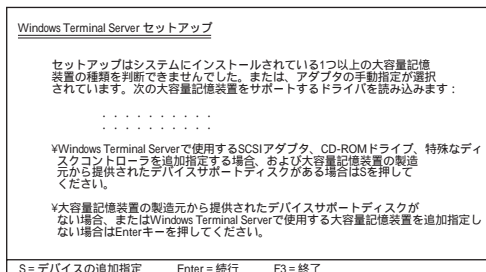 Windows Terminal Server セットアップ
セットアップはシステムにインストールされている1つ以上の大容量記憶
装置の種類を判断できませんでした。または、アダプタの手動指定が選択
されています。次の大容量記憶装置をサポートするドライバを読み込みます：
．．．．．．．．．．
．．．．．．．．．．
¥Windows Terminal Serverで使用するSCSIアダプタ、CD-ROMドライブ、特殊なディ
スクコントローラを追加指定する場合、および大容量記憶装置の製造
元から提供されたデバイスサポートディスクがある場合はSを押して
ください。
¥大容量記憶装置の製造元から提供されたデバイスサポートディスクが
ない場合、またはWindows Terminal Serverで使用する大容量記憶装置を追加指定し
ない場合はEnterキーを押してください。
S = デバイスの追加指定 Enter = 続行 F3 = 終了